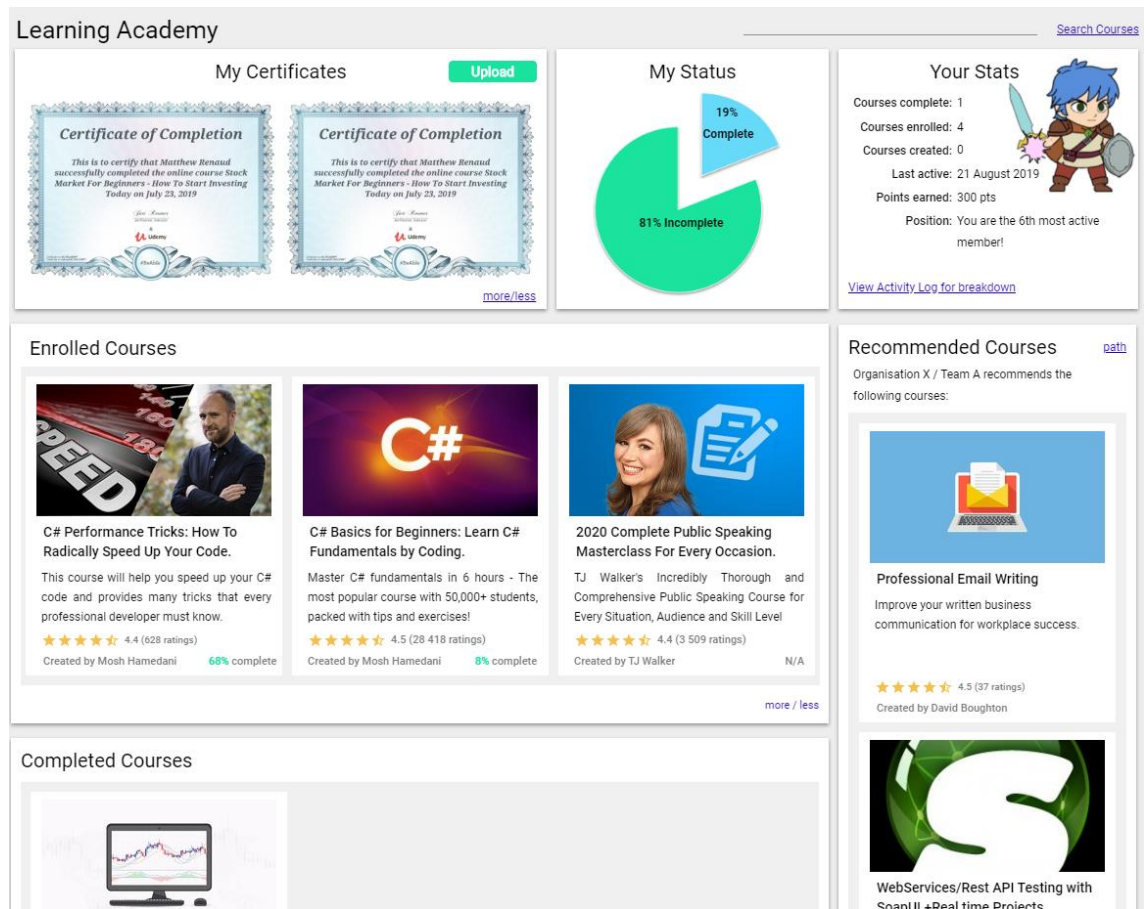 Learning Academy
Search Courses
My Certificates
Upload
Certificate of Completion
This is to certify that Matthew Renaud
successfully completed the online course Stock
Market For Beginners - How To Start Investing
Today on July 23, 2019
&
Udemy
#BeAble
Certificate of Completion
This is to certify that Matthew Renaud
successfully completed the online course Stock
Market For Beginners - How To Start Investing
Today on July 23, 2019
&
Udemy
#BeAble
more/less
My Status
19%
Complete
81% Incomplete
Your Stats
Courses complete: 1
Courses enrolled: 4
Courses created: 0
Last active: 21 August 2019
Points earned: 300 pts
Position: You are the 6th most active
member!
View Activity Log for breakdown
Enrolled Courses
SPEED
160
180
C# Performance Tricks: How To
Radically Speed Up Your Code.
This course will help you speed up your C#
code and provides many tricks that every
professional developer must know.
4.4 (628 ratings)
Created by Mosh Hamedani 68% complete
C#
C# Basics for Beginners: Learn C#
Fundamentals by Coding.
Master C# fundamentals in 6 hours - The
most popular course with 50,000+ students,
packed with tips and exercises!
4.5 (28 418 ratings)
Created by Mosh Hamedani 8% complete
2020 Complete Public Speaking
Masterclass For Every Occasion.
TJ Walker's Incredibly Thorough and
Comprehensive Public Speaking Course for
Every Situation, Audience and Skill Level
4.4 (3 509 ratings)
Created by TJ Walker N/A
more / less
Recommended Courses
path
Organisation X / Team A recommends the
following courses:
Professional Email Writing
Improve your written business
communication for workplace success.
4.5 (37 ratings)
Created by David Boughton
S
WebServices/Rest API Testing with
SoapUI +Real time Projects
Completed Courses